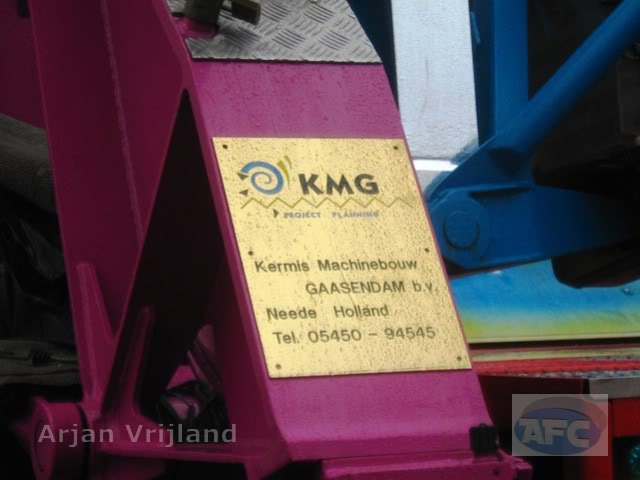 KMG
PROJECT PLANNING
Kermis Machinebouw
GAASENDAM b.v.
Neede Holland
Tel. 05450 - 94545
Arjan Vrijland
AFC